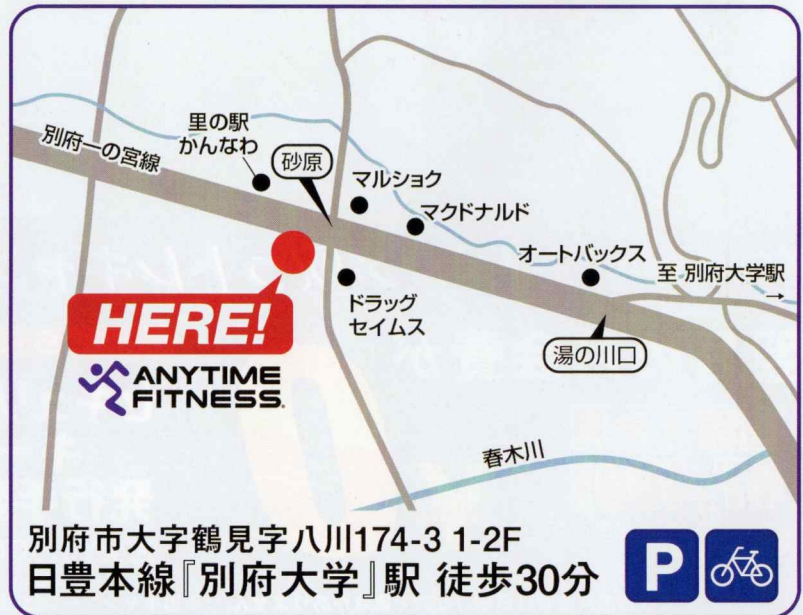 別府一の宮線
里の駅
かんなわ
砂原
マルショク
マクドナルド
オートバックス
至 別府大学駅
→
ドラッグ
セイムス
湯の川口
HERE!
ANYTIME
FITNESS®
春木川
別府市大字鶴見字八川174-3 1-2F
日豊本線『別府大学』駅 徒歩30分
P